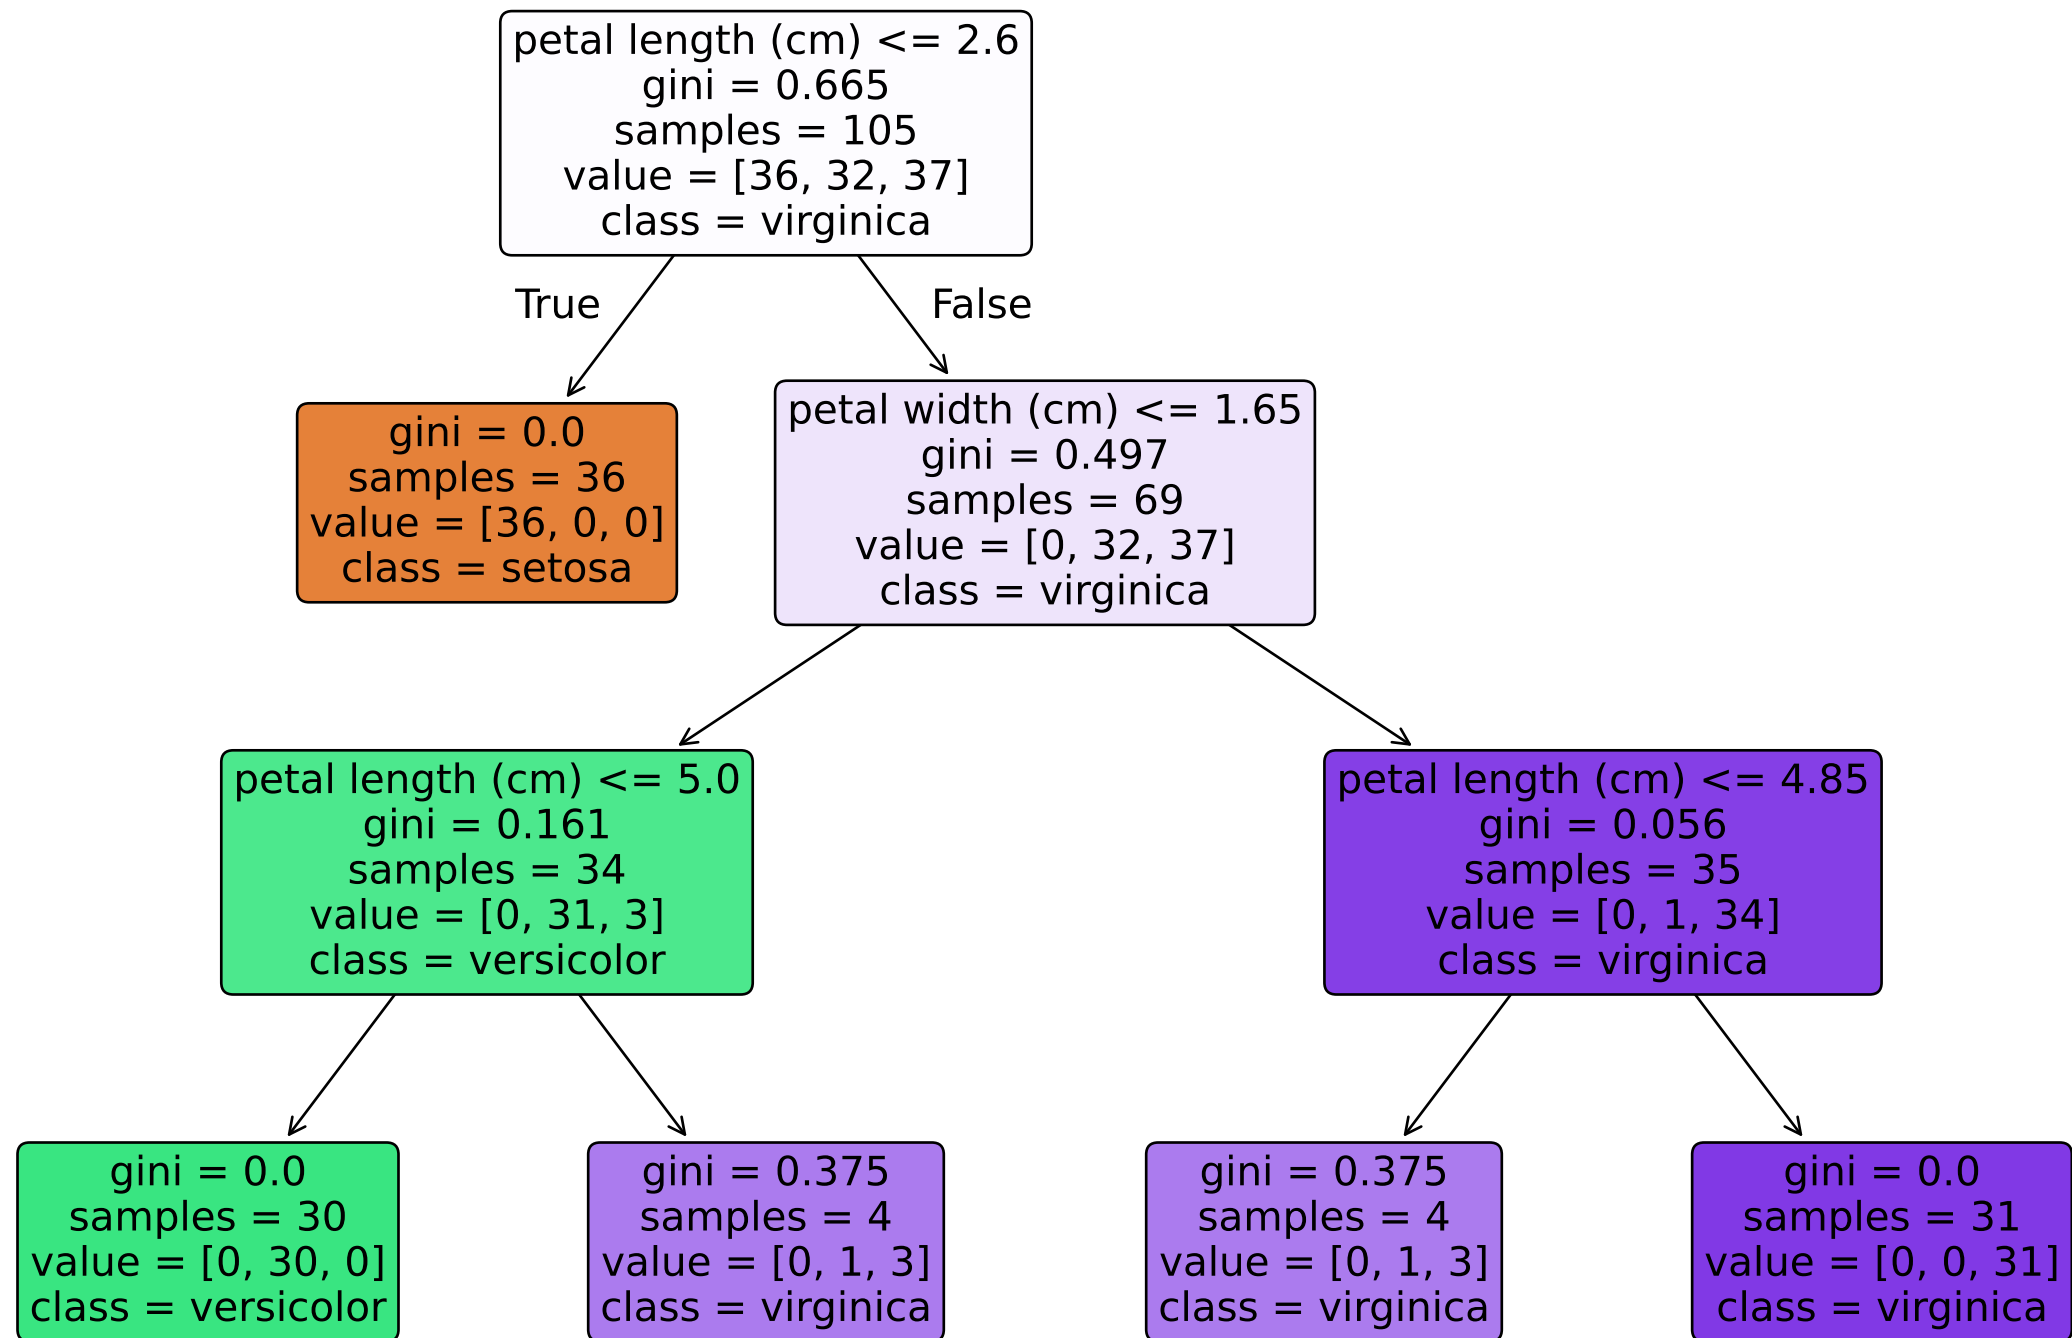 petal length (cm) <= 2.6
gini = 0.665
samples = 105
value = [36, 32, 37]
class = virginica
True
False
gini = 0.0
samples = 36
value = [36, 0, 0]
class = setosa
petal width (cm) <= 1.65
gini = 0.497
samples = 69
value = [0, 32, 37]
class = virginica
petal length (cm) <= 5.0
gini = 0.161
samples = 34
value = [0, 31, 3]
class = versicolor
petal length (cm) <= 4.85
gini = 0.056
samples = 35
value = [0, 1, 34]
class = virginica
gini = 0.0
samples = 30
value = [0, 30, 0]
class = versicolor
gini = 0.375
samples = 4
value = [0, 1, 3]
class = virginica
gini = 0.375
samples = 4
value = [0, 1, 3]
class = virginica
gini = 0.0
samples = 31
value = [0, 0, 31]
class = virginica